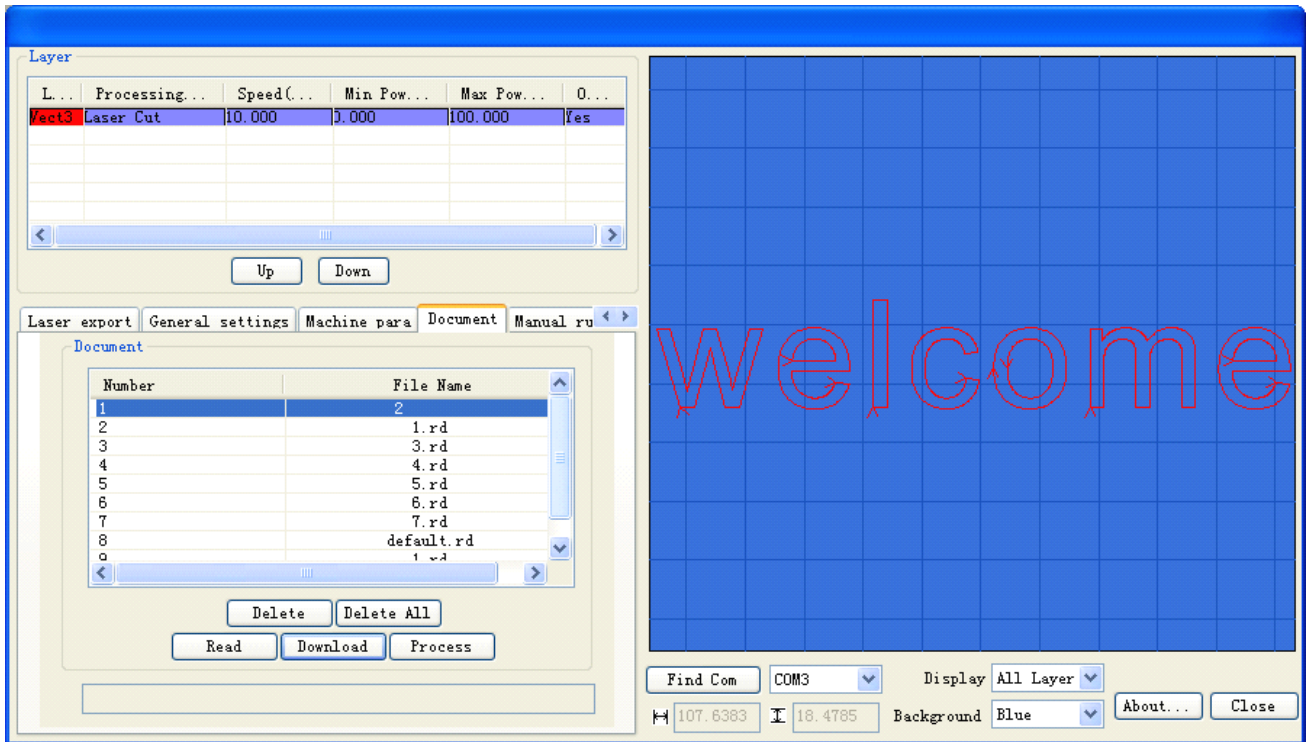 Layer
L... Processing... Speed(... Min Pow... Max Pow... O...
Vect3 Laser Cut 10.000 0.000 100.000 Yes
Up Down
Laser export General settings Machine para Document Manual ru
Document
Number File Name
1 2
2 1.rd
3 3.rd
4 4.rd
5 5.rd
6 6.rd
7 7.rd
8 default.rd
9 1.rd
Delete Delete All
Read Download Process
welcome
Find Com COM3 Display All Layer
107.6383 18.4785 Background Blue About... Close